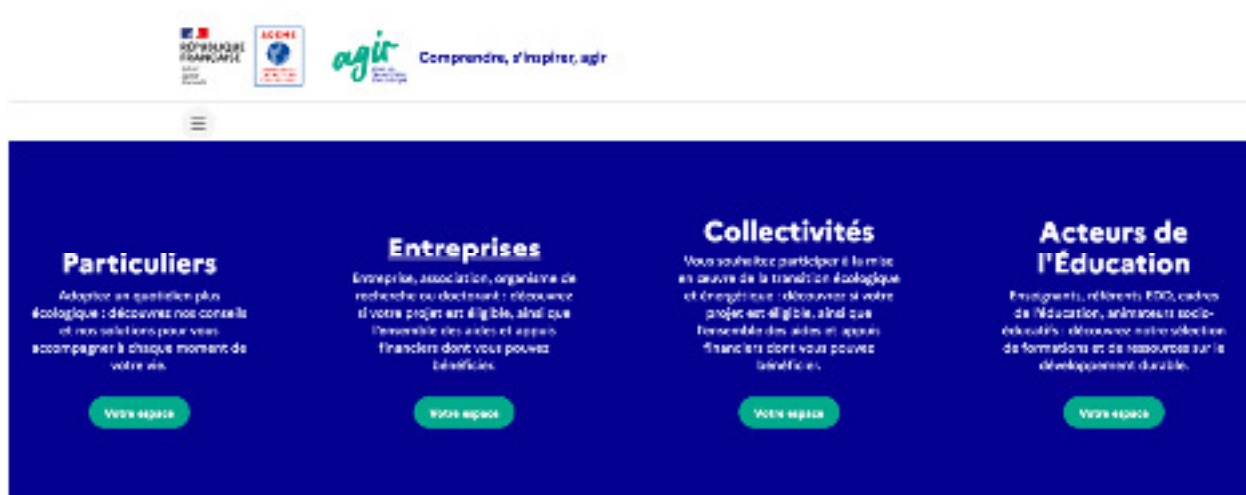 RÉPUBLIQUE
FRANÇAISE
ADEME
agir
Comprendre, s'inspirer, agir
Particuliers
Adoptez un quotidien plus
écologique : découvrez nos conseils
et nos solutions pour vous
accompagner à chaque moment de
votre vie.
Votre espace
Entreprises
Entreprise, association, organisme de
recherche ou doctorant : découvrez
si votre projet est éligible, ainsi que
l'ensemble des aides et appuis
financiers dont vous pouvez
bénéficier.
Votre espace
Collectivités
Vous souhaitez participer à la mise
en œuvre de la transition écologique
et énergétique : découvrez si votre
projet est éligible, ainsi que
l'ensemble des aides et appuis
financiers dont vous pouvez
bénéficier.
Votre espace
Acteurs de
l'Éducation
Enseignants, référents EDD, cadres
de l'éducation, animateurs socio-
éducatifs : découvrez notre sélection
de formations et de ressources sur le
développement durable.
Votre espace